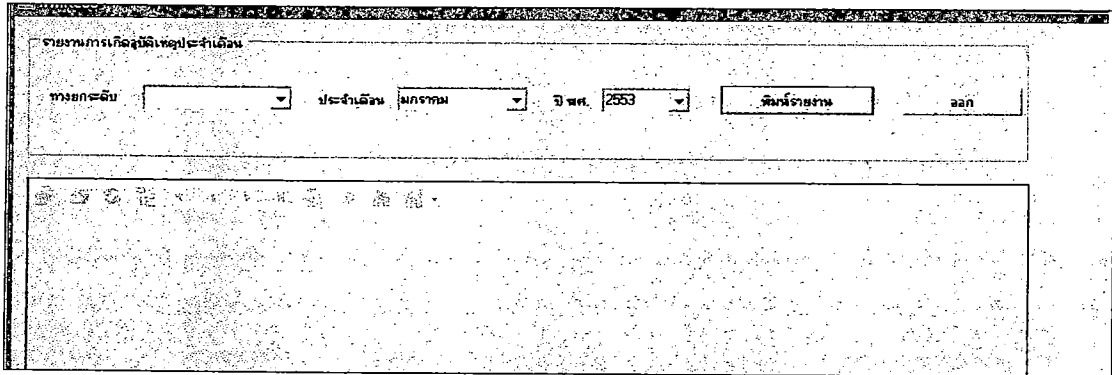 รายงานการเกิดอุบัติเหตุประจำเดือน
ทางยกระดับ ประจำเดือน มกราคม ปี พศ. 2553 พิมพ์รายงาน ออก